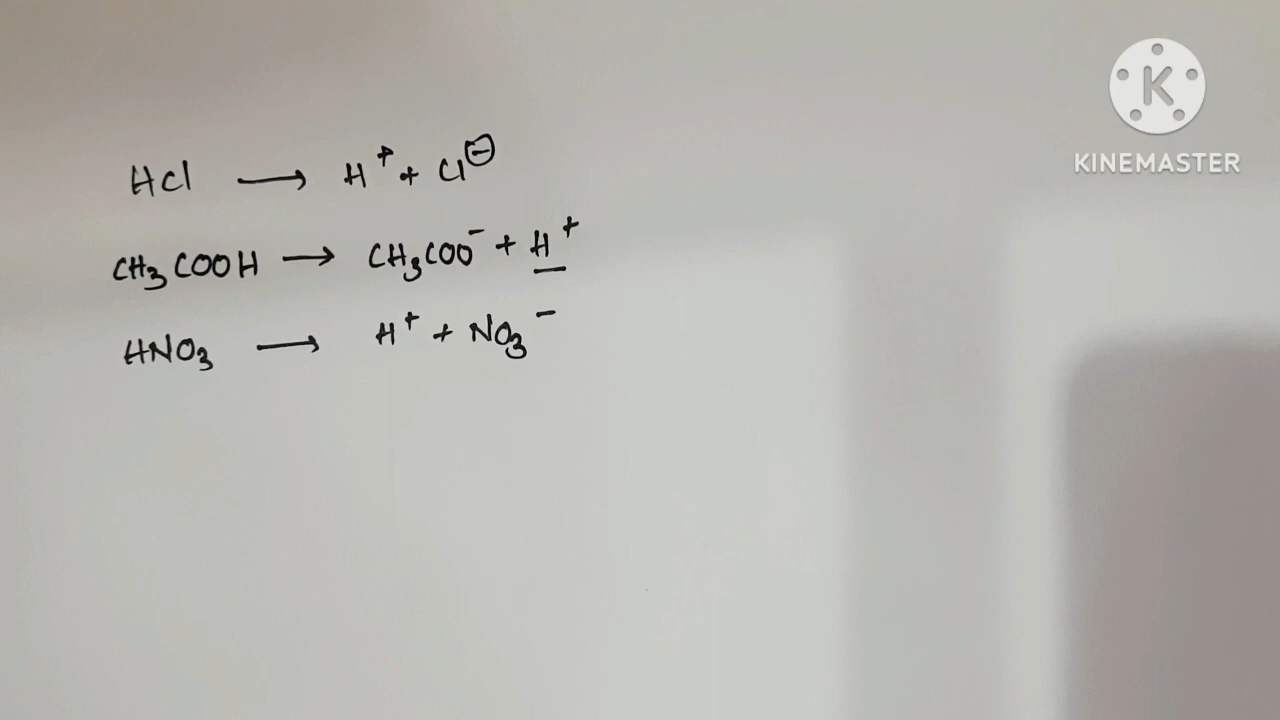 HCl ⟶ H⁺ + Cl⊖
CH₃COOH ⟶ CH₃COO⁻ + H⁺
HNO₃ ⟶ H⁺ + NO₃⁻
K
KINEMASTER